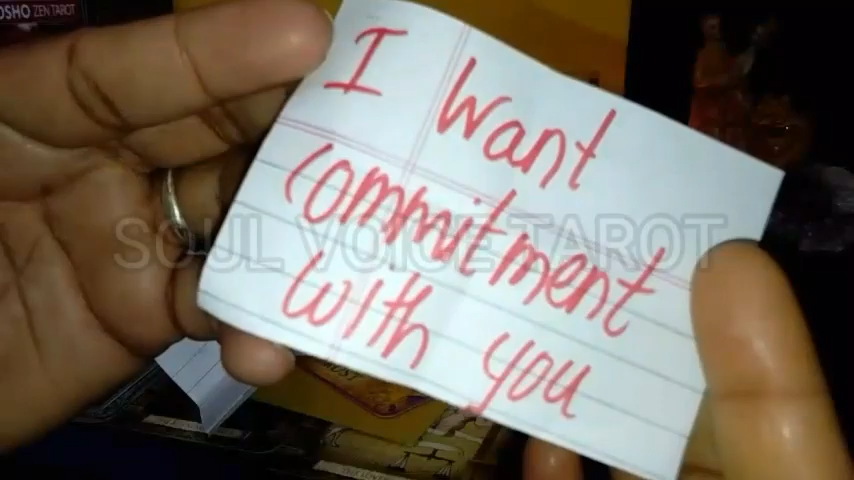 OSHO ZEN TAROT
I Want
commitment
with you
SOUL VOICE TAROT